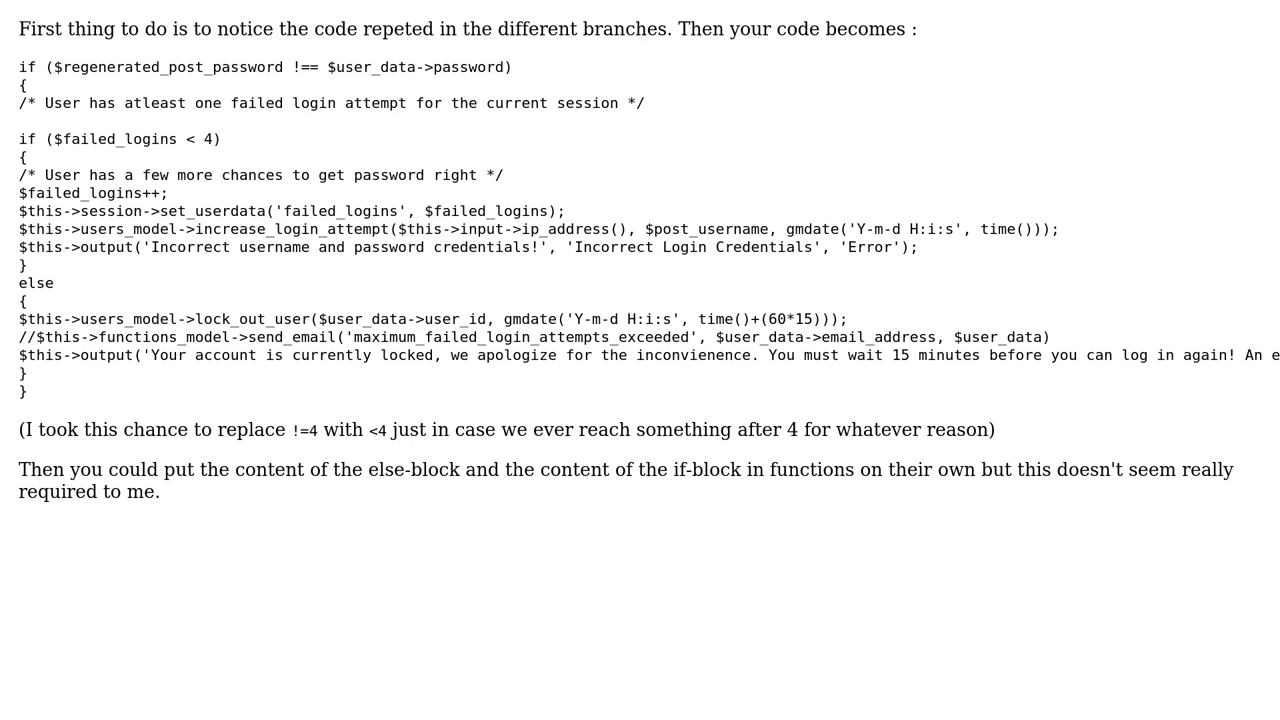 First thing to do is to notice the code repeted in the different branches. Then your code becomes :
if ($regenerated_post_password !== $user_data->password)
{
/* User has atleast one failed login attempt for the current session */
if ($failed_logins < 4)
{
/* User has a few more chances to get password right */
$failed_logins++;
$this->session->set_userdata('failed_logins', $failed_logins);
$this->users_model->increase_login_attempt($this->input->ip_address(), $post_username, gmdate('Y-m-d H:i:s', time()));
$this->output('Incorrect username and password credentials!', 'Incorrect Login Credentials', 'Error');
}
else
{
$this->users_model->lock_out_user($user_data->user_id, gmdate('Y-m-d H:i:s', time()+(60*15)));
//$this->functions_model->send_email('maximum_failed_login_attempts_exceeded', $user_data->email_address, $user_data)
$this->output('Your account is currently locked, we apologize for the inconvienence. You must wait 15 minutes before you can log in again! An e
}
}
(I took this chance to replace !=4 with <4 just in case we ever reach something after 4 for whatever reason)
Then you could put the content of the else-block and the content of the if-block in functions on their own but this doesn't seem really
required to me.